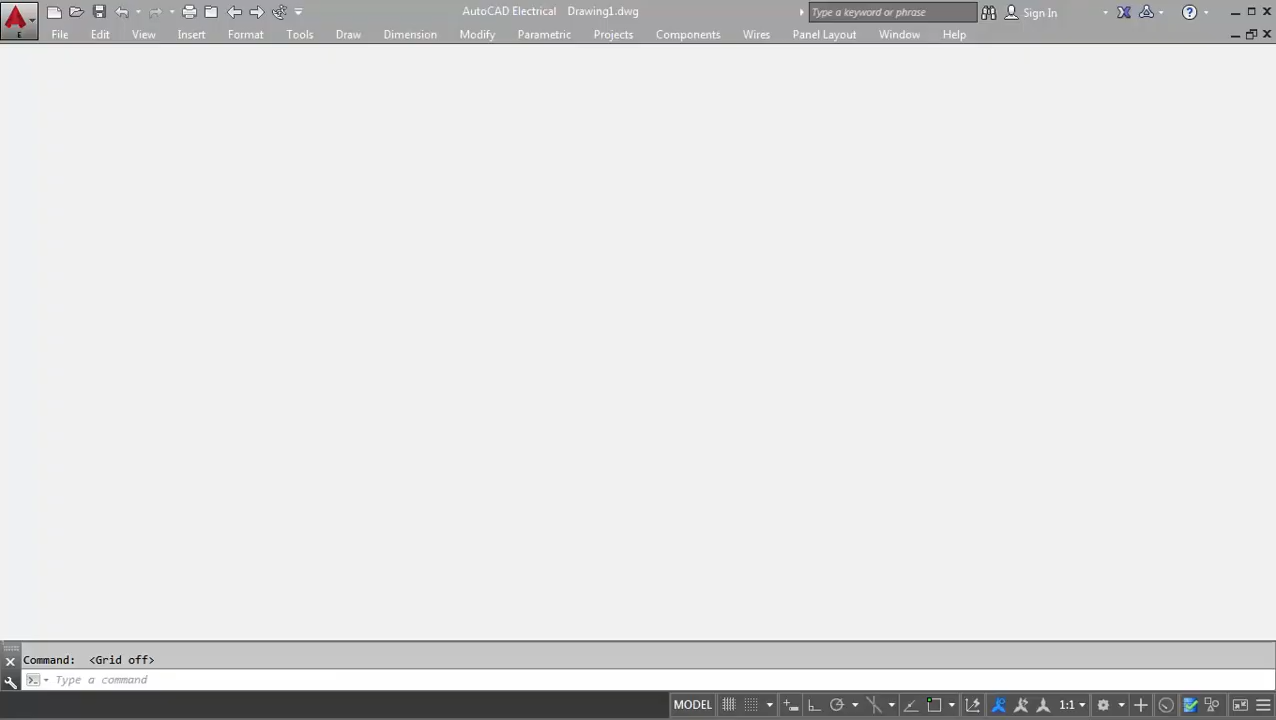 AutoCAD Electrical Drawing1.dwg
Type a keyword or phrase
Sign In
E
File Edit View Insert Format Tools Draw Dimension Modify Parametric Projects Components Wires Panel Layout Window Help
Command: <Grid off>
Type a command
MODEL
1:1